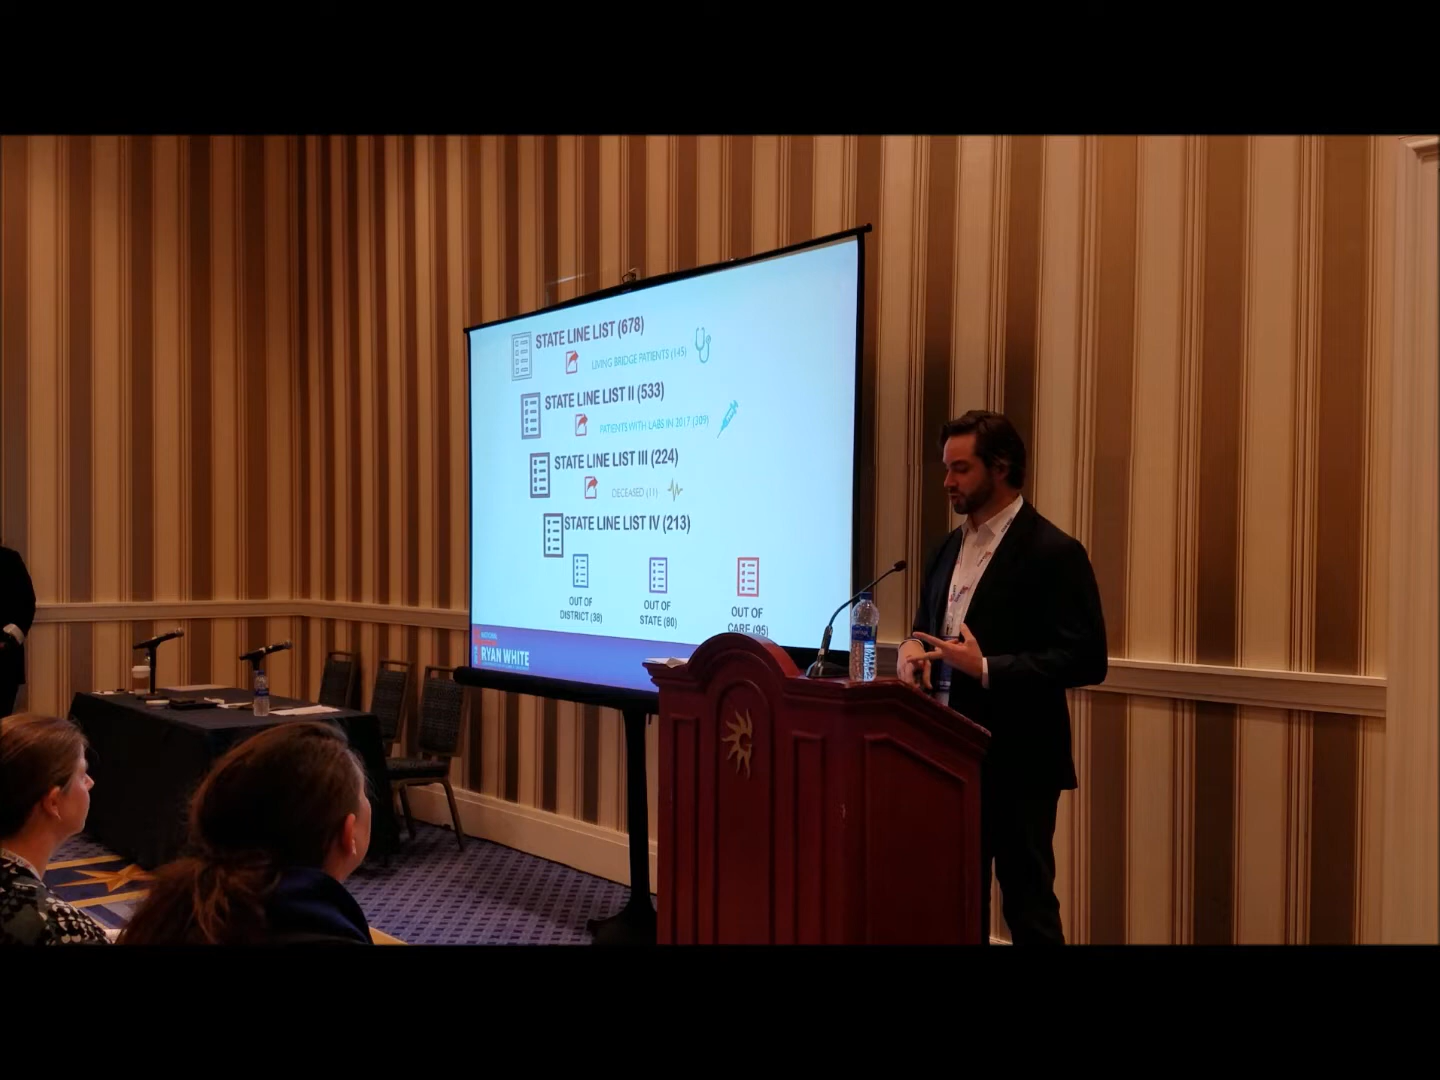 STATE LINE LIST (678)
LIVING BRIDGE PATIENTS (145)
STATE LINE LIST II (533)
PATIENTS WITH LABS IN 2017 (309)
STATE LINE LIST III (224)
DECEASED (11)
STATE LINE LIST IV (213)
OUT OF
DISTRICT (38)
OUT OF
STATE (80)
OUT OF
CARE (95)
NATIONAL
RYAN WHITE